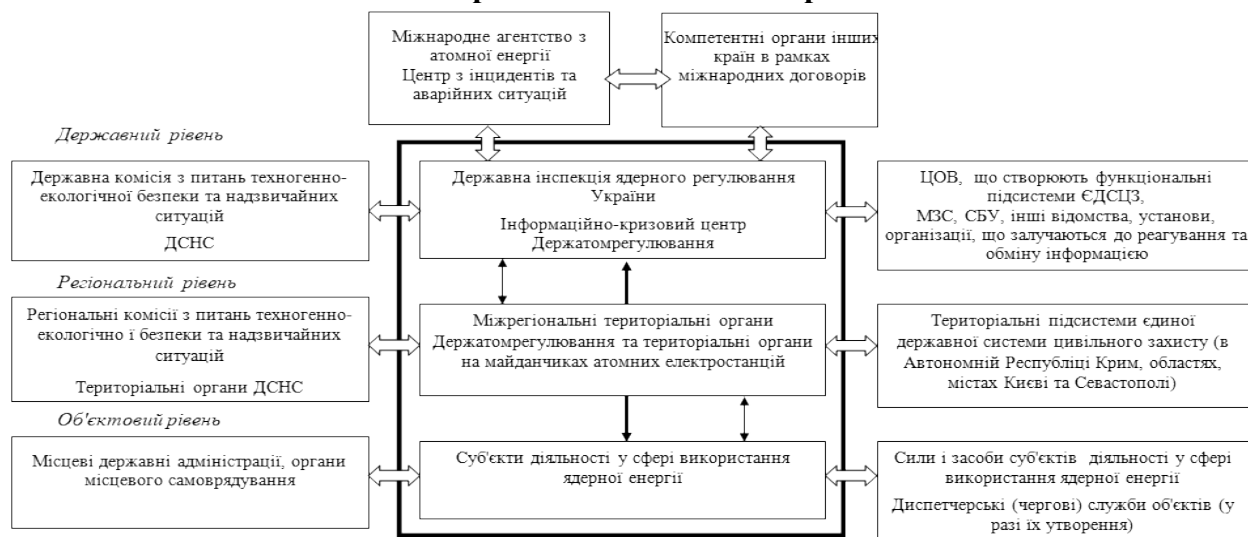 Міжнародне агентство з
атомної енергії
Центр з інцидентів та
аварійних ситуацій
Компетентні органи інших
країн в рамках
міжнародних договорів
Державний рівень
Державна комісія з питань техногенно-
екологічної безпеки та надзвичайних
ситуацій
ДСНС
Державна інспекція ядерного регулювання
України
Інформаційно-кризовий центр
Держатомрегулювання
ЦОВ, що створюють функціональні
підсистеми ЄДСЦЗ,
МЗС, СБУ, інші відомства, установи,
організації, що залучаються до реагування та
обміну інформацією
Регіональний рівень
Регіональні комісії з питань техногенно-
екологічно ї безпеки та надзвичайних
ситуацій
Територіальні органи ДСНС
Міжрегіональні територіальні органи
Держатомрегулювання та територіальні органи
на майданчиках атомних електростанцій
Територіальні підсистеми єдиної
державної системи цивільного захисту (в
Автономній Республіці Крим, областях,
містах Києві та Севастополі)
Об'єктовий рівень
Місцеві державні адміністрації, органи
місцевого самоврядування
Суб'єкти діяльності у сфері використання
ядерної енергії
Сили і засоби суб'єктів діяльності у сфері
використання ядерної енергії
Диспетчерські (чергові) служби об'єктів (у
разі їх утворення)